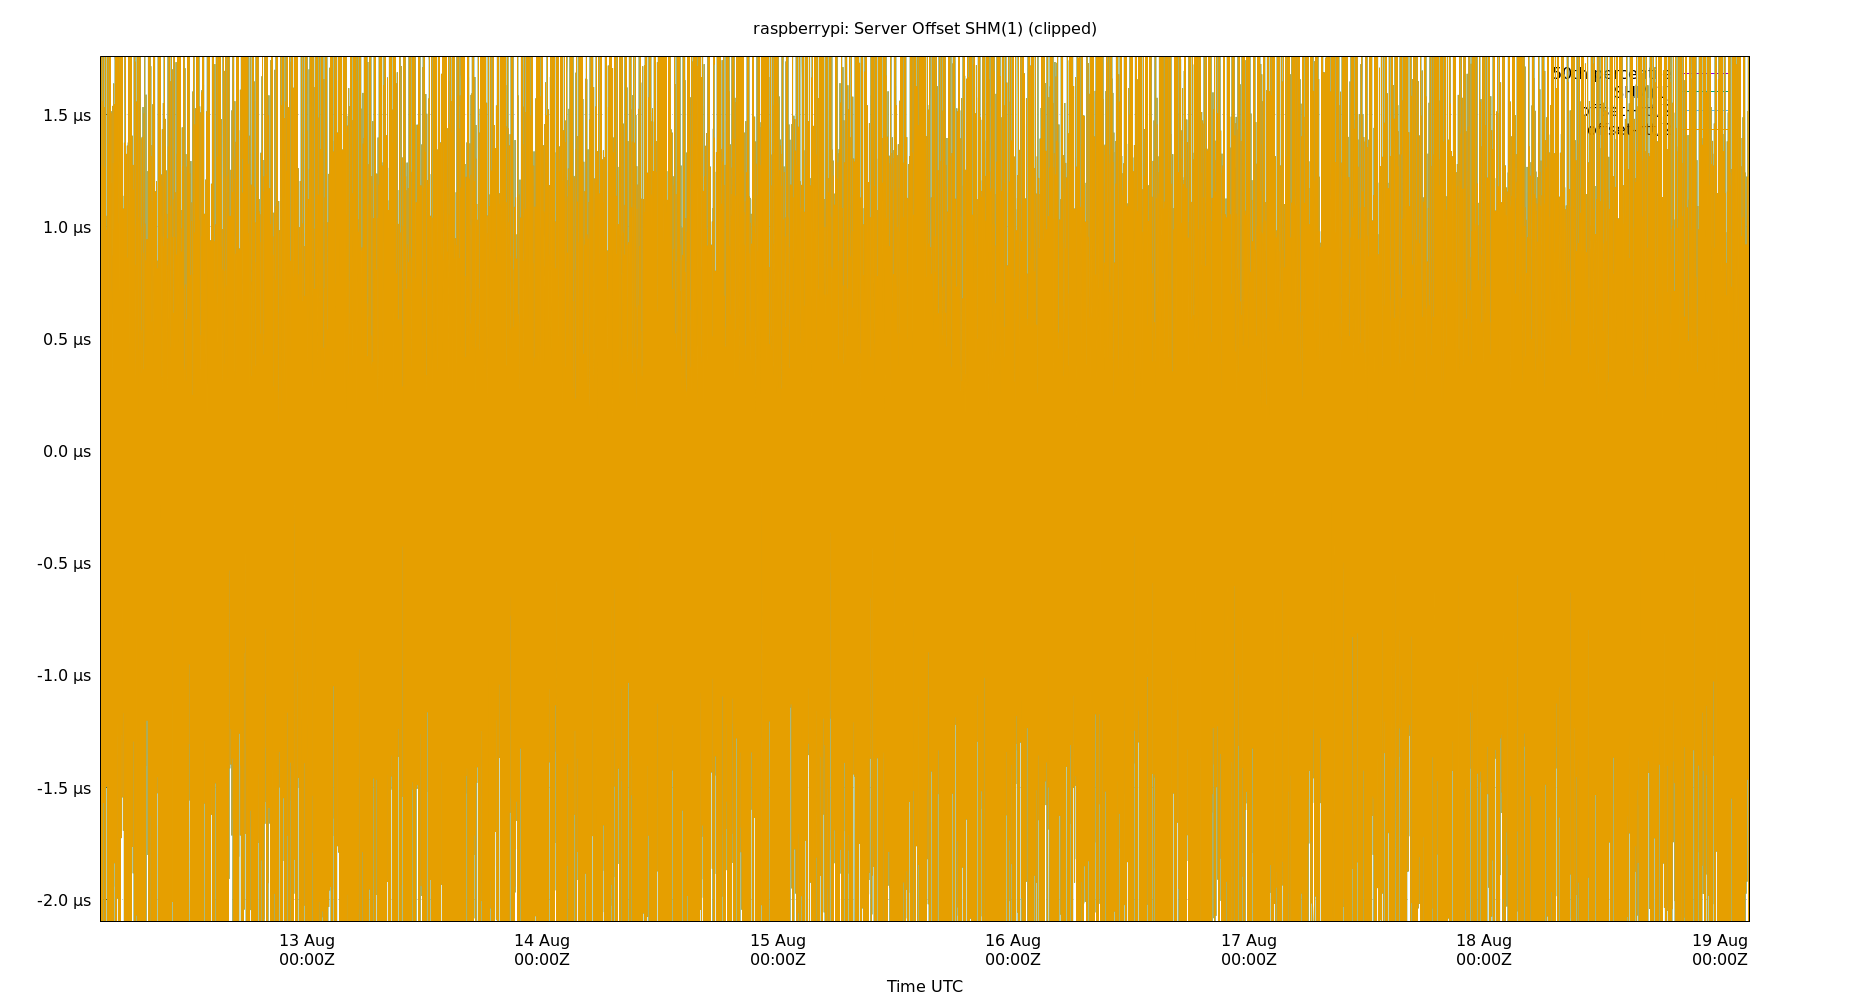 raspberrypi: Server Offset SHM(1) (clipped)
1.5 µs
1.0 µs
0.5 µs
0.0 µs
-0.5 µs
-1.0 µs
-1.5 µs
-2.0 µs
13 Aug 14 Aug 15 Aug 16 Aug 17 Aug 18 Aug 19 Aug
00:00Z 00:00Z 00:00Z 00:00Z 00:00Z 00:00Z 00:00Z
Time UTC